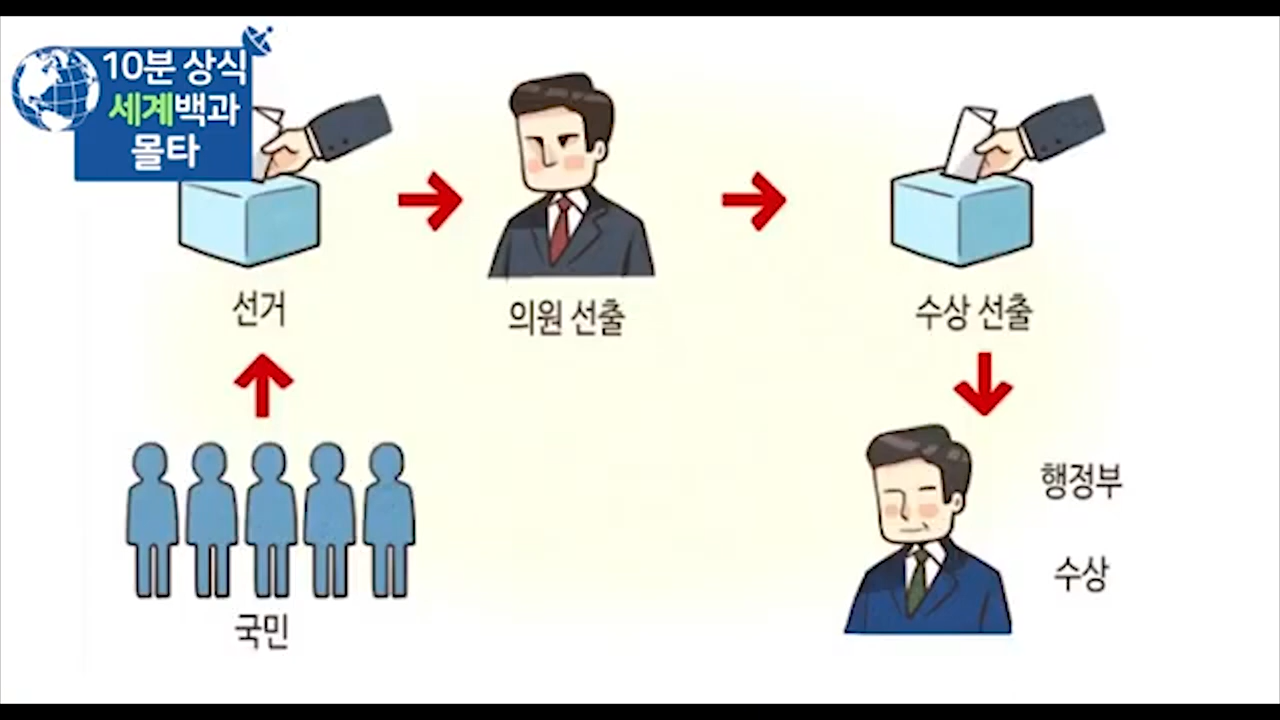 10분 상식
세계백과
몰타
선거
의원 선출
수상 선출
국민
행정부
수상